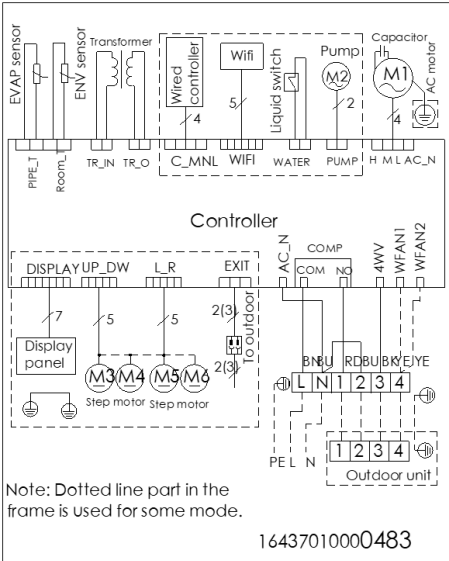 EVAP sensor
ENV sensor
Transformer
Wired controller
4
Wifi
5
Liquid switch
Pump
M2
2
Capacitor
M1
AC motor
4
PIPE_T
Room_T
TR_IN
TR_O
C_MNL
WIFI
WATER
PUMP
H M L AC_N
Controller
DISPLAY
UP_DW
L_R
EXIT
AC_N
COMP
COM
NO
4WV
WFAN1
WFAN2
7
5
5
2(3)
2(3)
To outdoor
Display
panel
M3
M4
M5
M6
Step motor
Step motor
BN
BU
RD
BU
BK
YE
YE
L N 1 2 3 4
PE L N
1 2 3 4
Outdoor unit
Note: Dotted line part in the
frame is used for some mode.
16437010000483